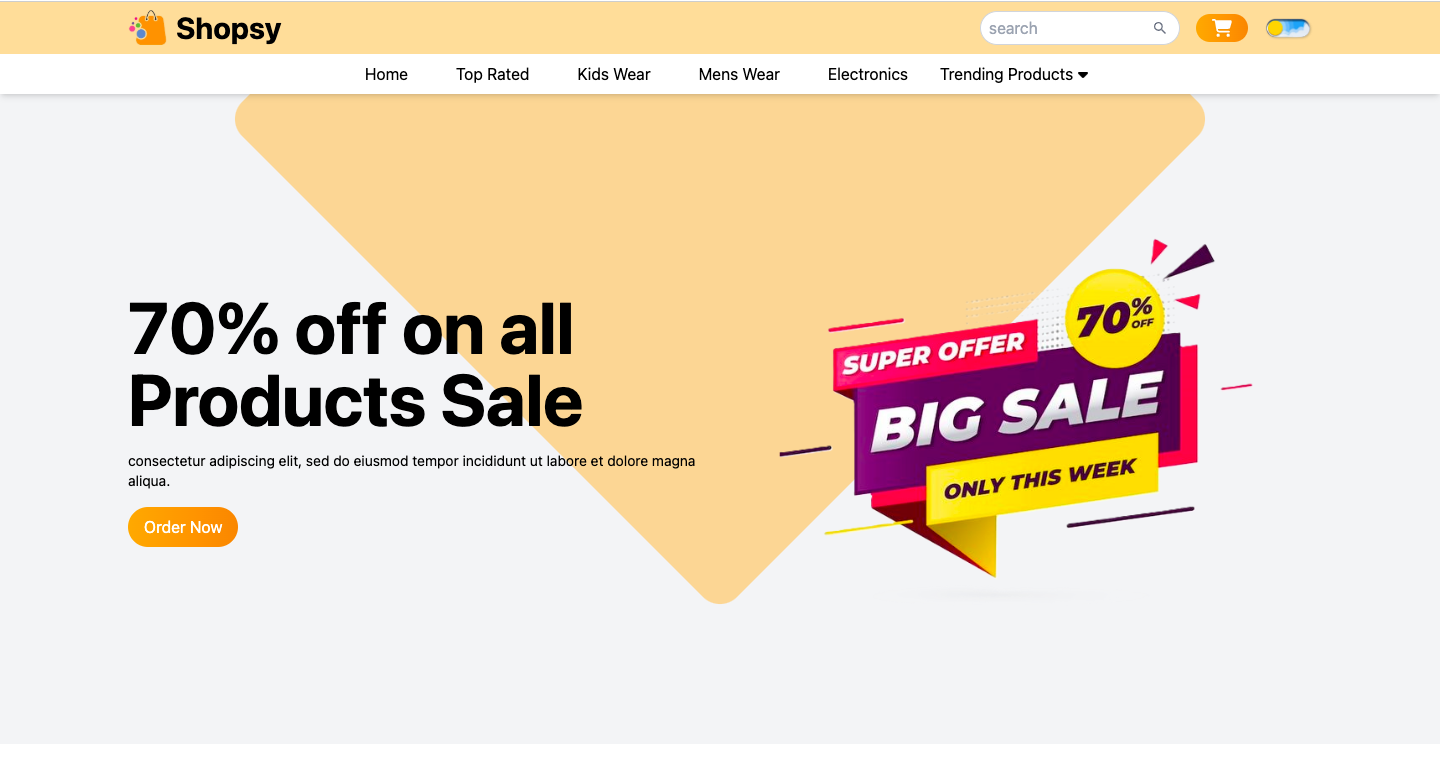 Shopsy
search
Home
Top Rated
Kids Wear
Mens Wear
Electronics
Trending Products
70% off on all
Products Sale
consectetur adipiscing elit, sed do eiusmod tempor incididunt ut labore et dolore magna
aliqua.
Order Now
70%
OFF
SUPER OFFER
BIG SALE
ONLY THIS WEEK